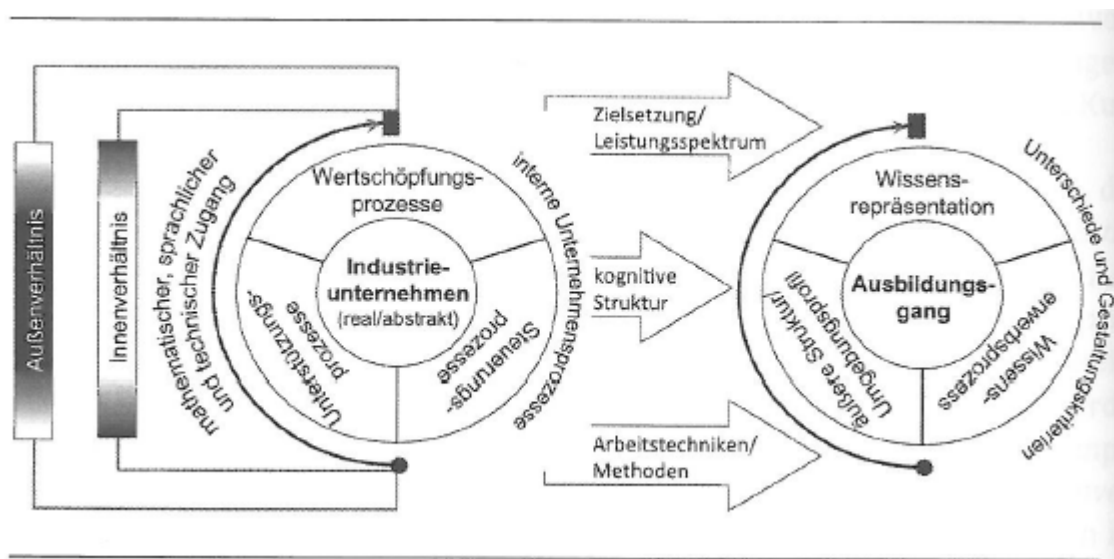 Außenverhältnis
Innenverhältnis
mathematischer, sprachlicher
und technischer Zugang
Wertschöpfungs-
prozesse
Industrie-
unternehmen
(real/abstrakt)
Unterstützungs-
prozesse
Steuerungs-
prozesse
interne Unternehmensprozesse
Zielsetzung/
Leistungsspektrum
kognitive
Struktur
Arbeitstechniken/
Methoden
Wissens-
repräsentation
Ausbildungs-
gang
äußere Struktur/
Umgebungsprofil
Wissens-
erwerbsprozess
Unterschiede und Gestaltungskriterien